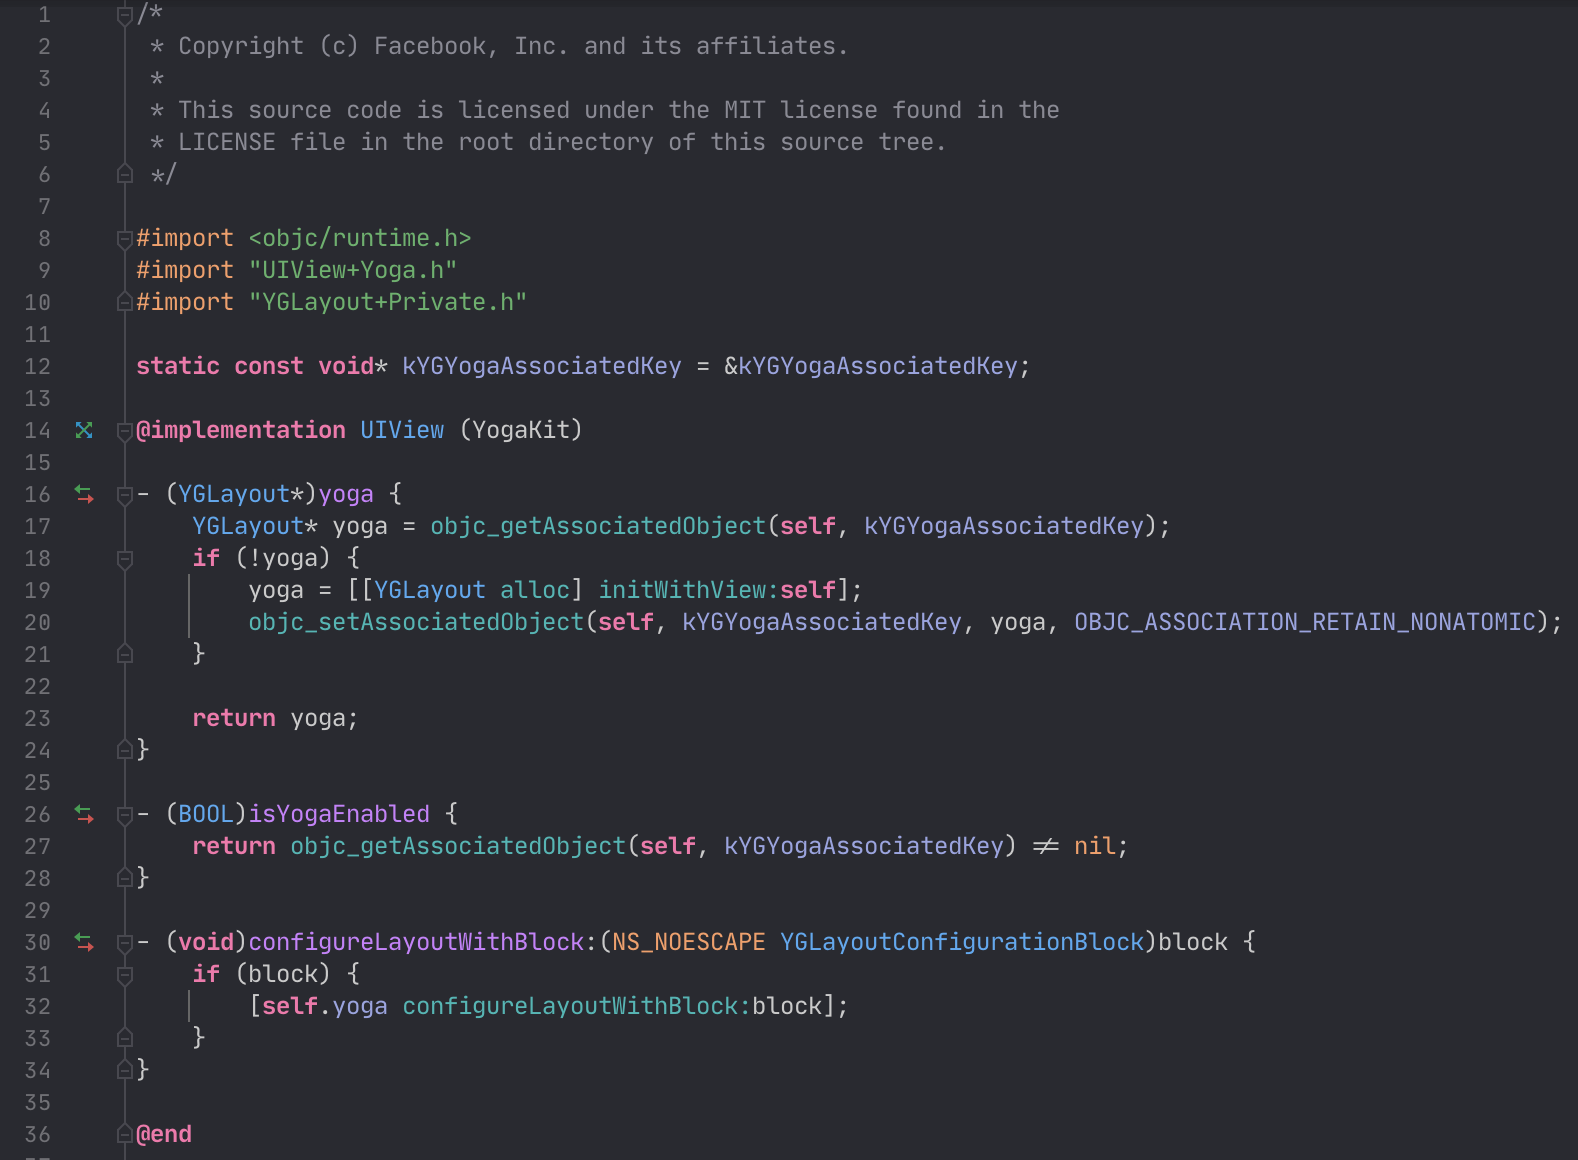 1 /*
2  * Copyright (c) Facebook, Inc. and its affiliates.
3  *
4  * This source code is licensed under the MIT license found in the
5  * LICENSE file in the root directory of this source tree.
6  */
7
8 #import <objc/runtime.h>
9 #import "UIView+Yoga.h"
10 #import "YGLayout+Private.h"
11
12 static const void* kYGYogaAssociatedKey = &kYGYogaAssociatedKey;
13
14 @implementation UIView (YogaKit)
15
16 - (YGLayout*)yoga {
17     YGLayout* yoga = objc_getAssociatedObject(self, kYGYogaAssociatedKey);
18     if (!yoga) {
19         yoga = [[YGLayout alloc] initWithView:self];
20         objc_setAssociatedObject(self, kYGYogaAssociatedKey, yoga, OBJC_ASSOCIATION_RETAIN_NONATOMIC);
21     }
22
23     return yoga;
24 }
25
26 - (BOOL)isYogaEnabled {
27     return objc_getAssociatedObject(self, kYGYogaAssociatedKey) != nil;
28 }
29
30 - (void)configureLayoutWithBlock:(NS_NOESCAPE YGLayoutConfigurationBlock)block {
31     if (block) {
32         [self.yoga configureLayoutWithBlock:block];
33     }
34 }
35
36 @end